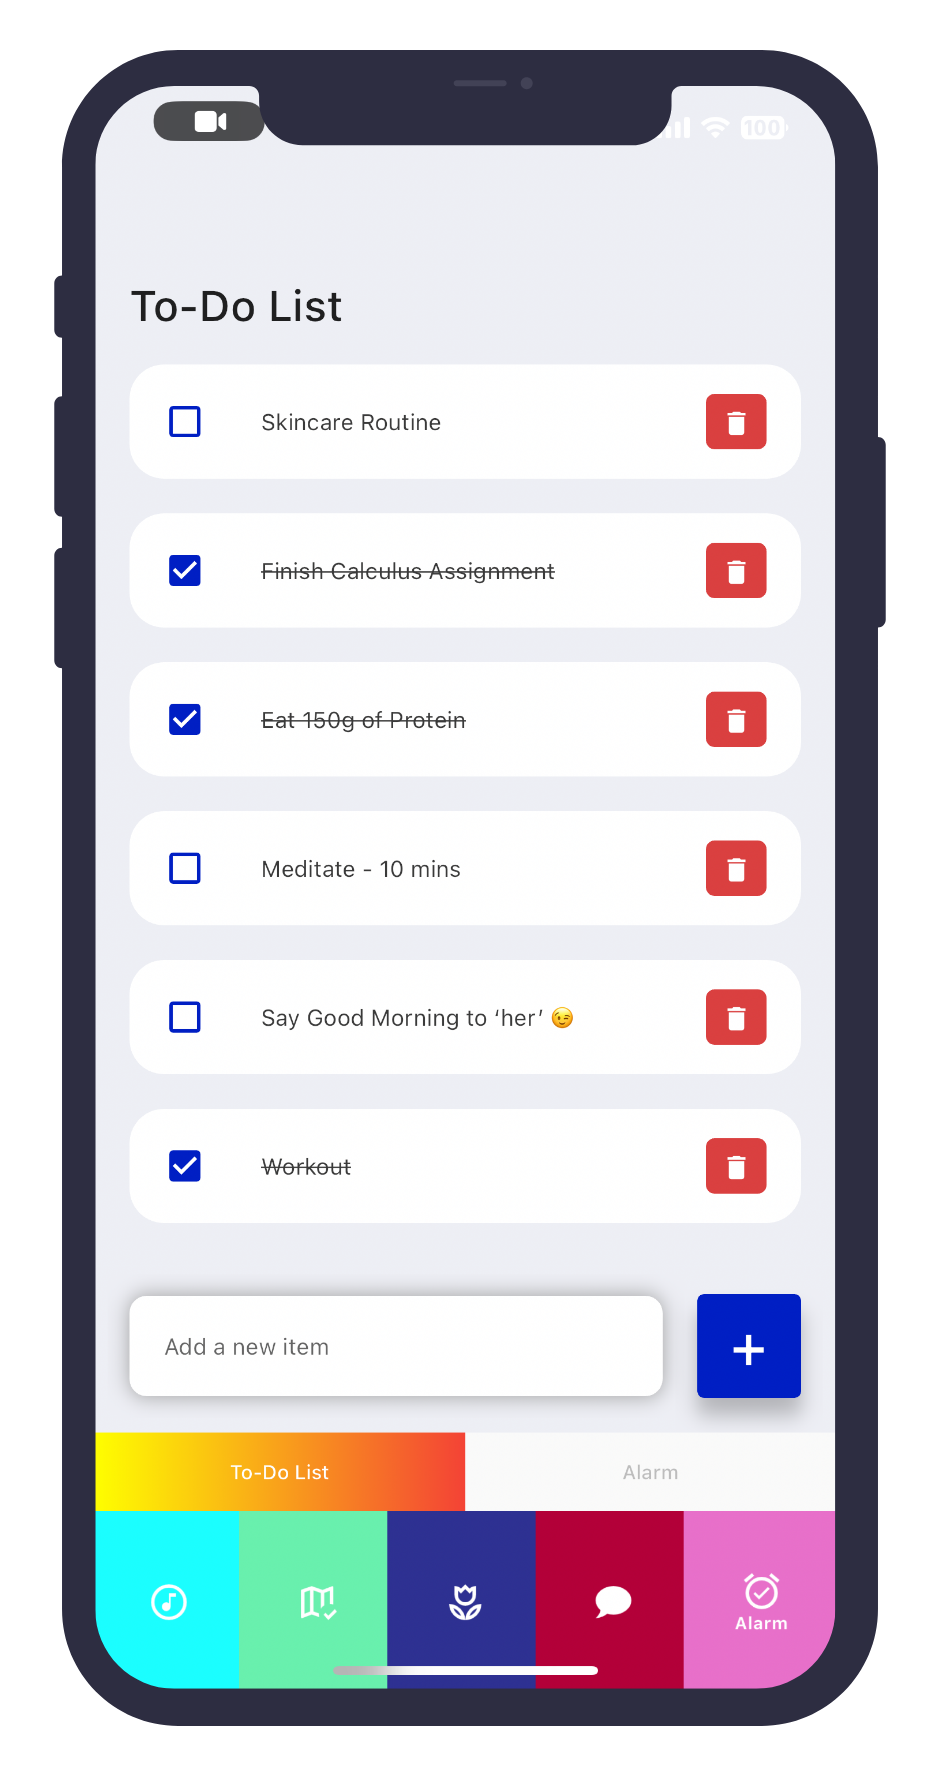 100
To-Do List
Skincare Routine
Finish Calculus Assignment
Eat 150g of Protein
Meditate - 10 mins
Say Good Morning to ‘her’ 😉
Workout
Add a new item
To-Do List
Alarm
Alarm